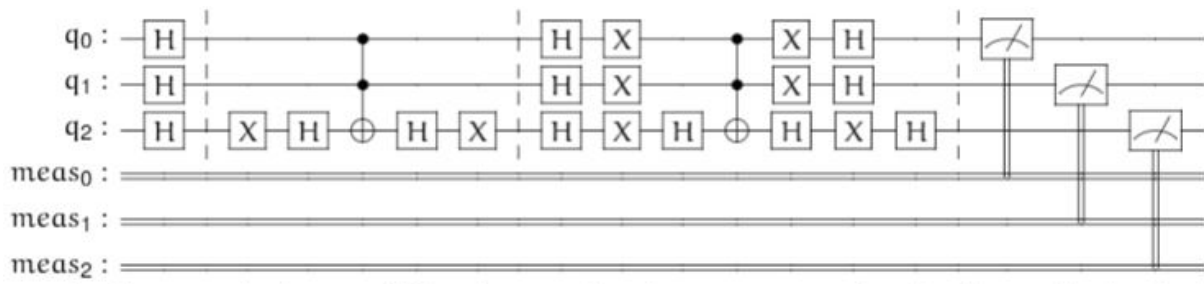 q0 : H H X X H
q1 : H H X X H
q2 : H X H H X H X H H X H
meas0 :
meas1 :
meas2 :